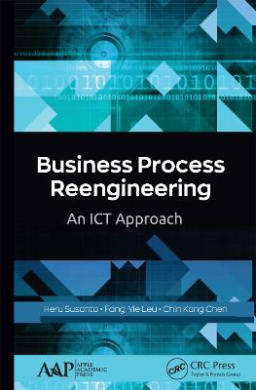 Business Process
Reengineering
An ICT Approach
Heru Susanto • Fang-Yie Leu • Chin Kang Chen
AAP APPLE
ACADEMIC
PRESS
CRC CRC Press
Taylor & Francis Group